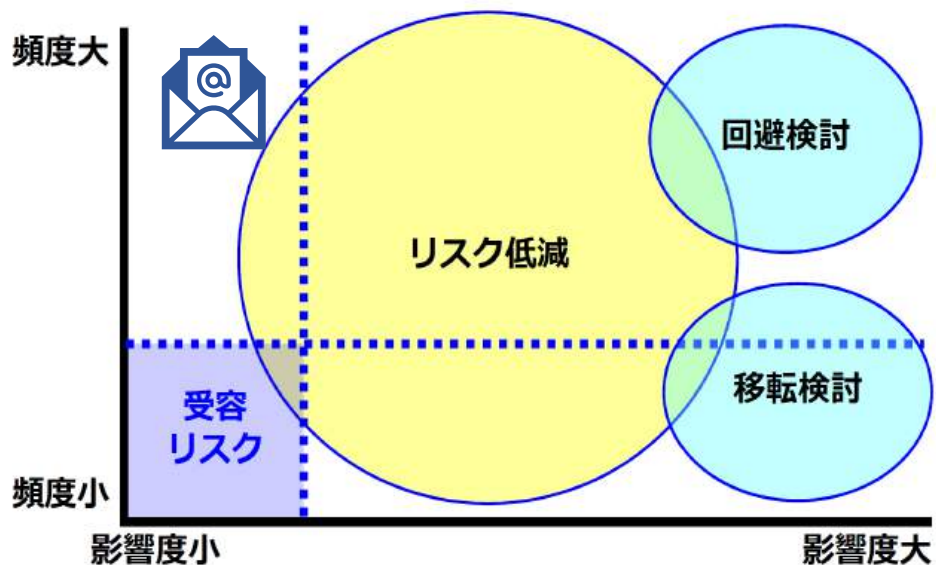 頻度大
@
回避検討
リスク低減
移転検討
受容
リスク
頻度小
影響度小
影響度大